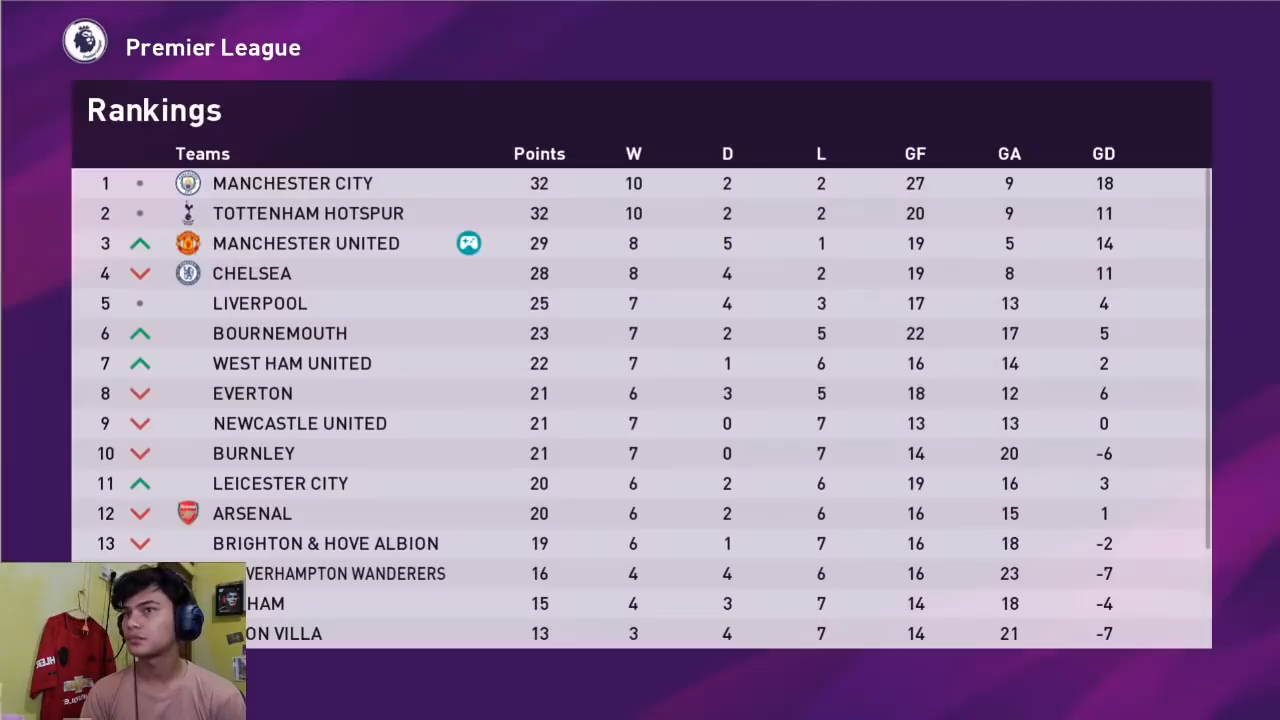 Premier League
Rankings
Teams Points W D L GF GA GD
1 MANCHESTER CITY 32 10 2 2 27 9 18
2 TOTTENHAM HOTSPUR 32 10 2 2 20 9 11
3 MANCHESTER UNITED 29 8 5 1 19 5 14
4 CHELSEA 28 8 4 2 19 8 11
5 LIVERPOOL 25 7 4 3 17 13 4
6 BOURNEMOUTH 23 7 2 5 22 17 5
7 WEST HAM UNITED 22 7 1 6 16 14 2
8 EVERTON 21 6 3 5 18 12 6
9 NEWCASTLE UNITED 21 7 0 7 13 13 0
10 BURNLEY 21 7 0 7 14 20 -6
11 LEICESTER CITY 20 6 2 6 19 16 3
12 ARSENAL 20 6 2 6 16 15 1
13 BRIGHTON & HOVE ALBION 19 6 1 7 16 18 -2
VERHAMPTON WANDERERS 16 4 4 6 16 23 -7
HAM 15 4 3 7 14 18 -4
ON VILLA 13 3 4 7 14 21 -7